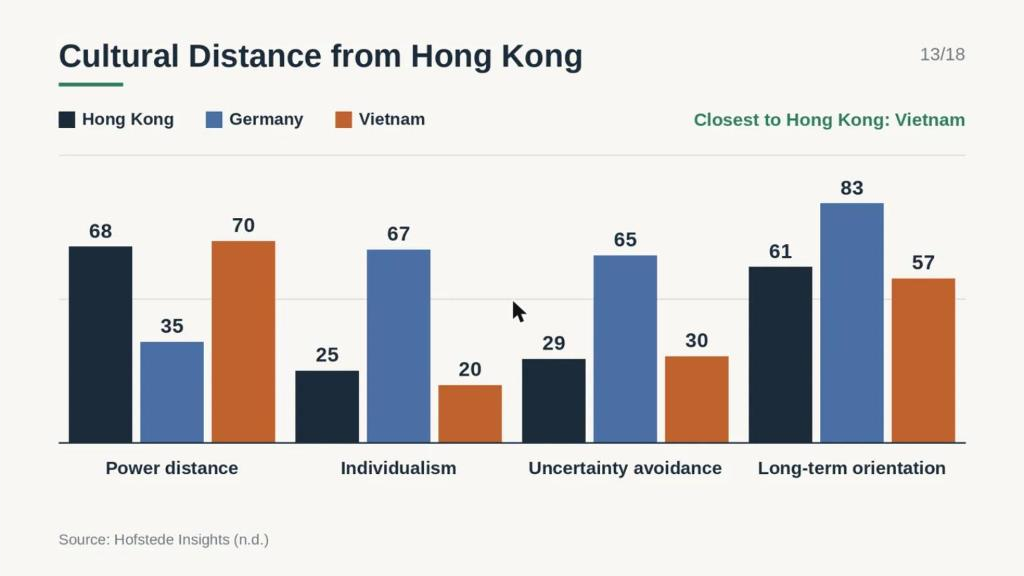 Cultural Distance from Hong Kong
13/18
Hong Kong Germany Vietnam
Closest to Hong Kong: Vietnam
68 35 70
25 67 20
29 65 30
61 83 57
Power distance Individualism Uncertainty avoidance Long-term orientation
Source: Hofstede Insights (n.d.)